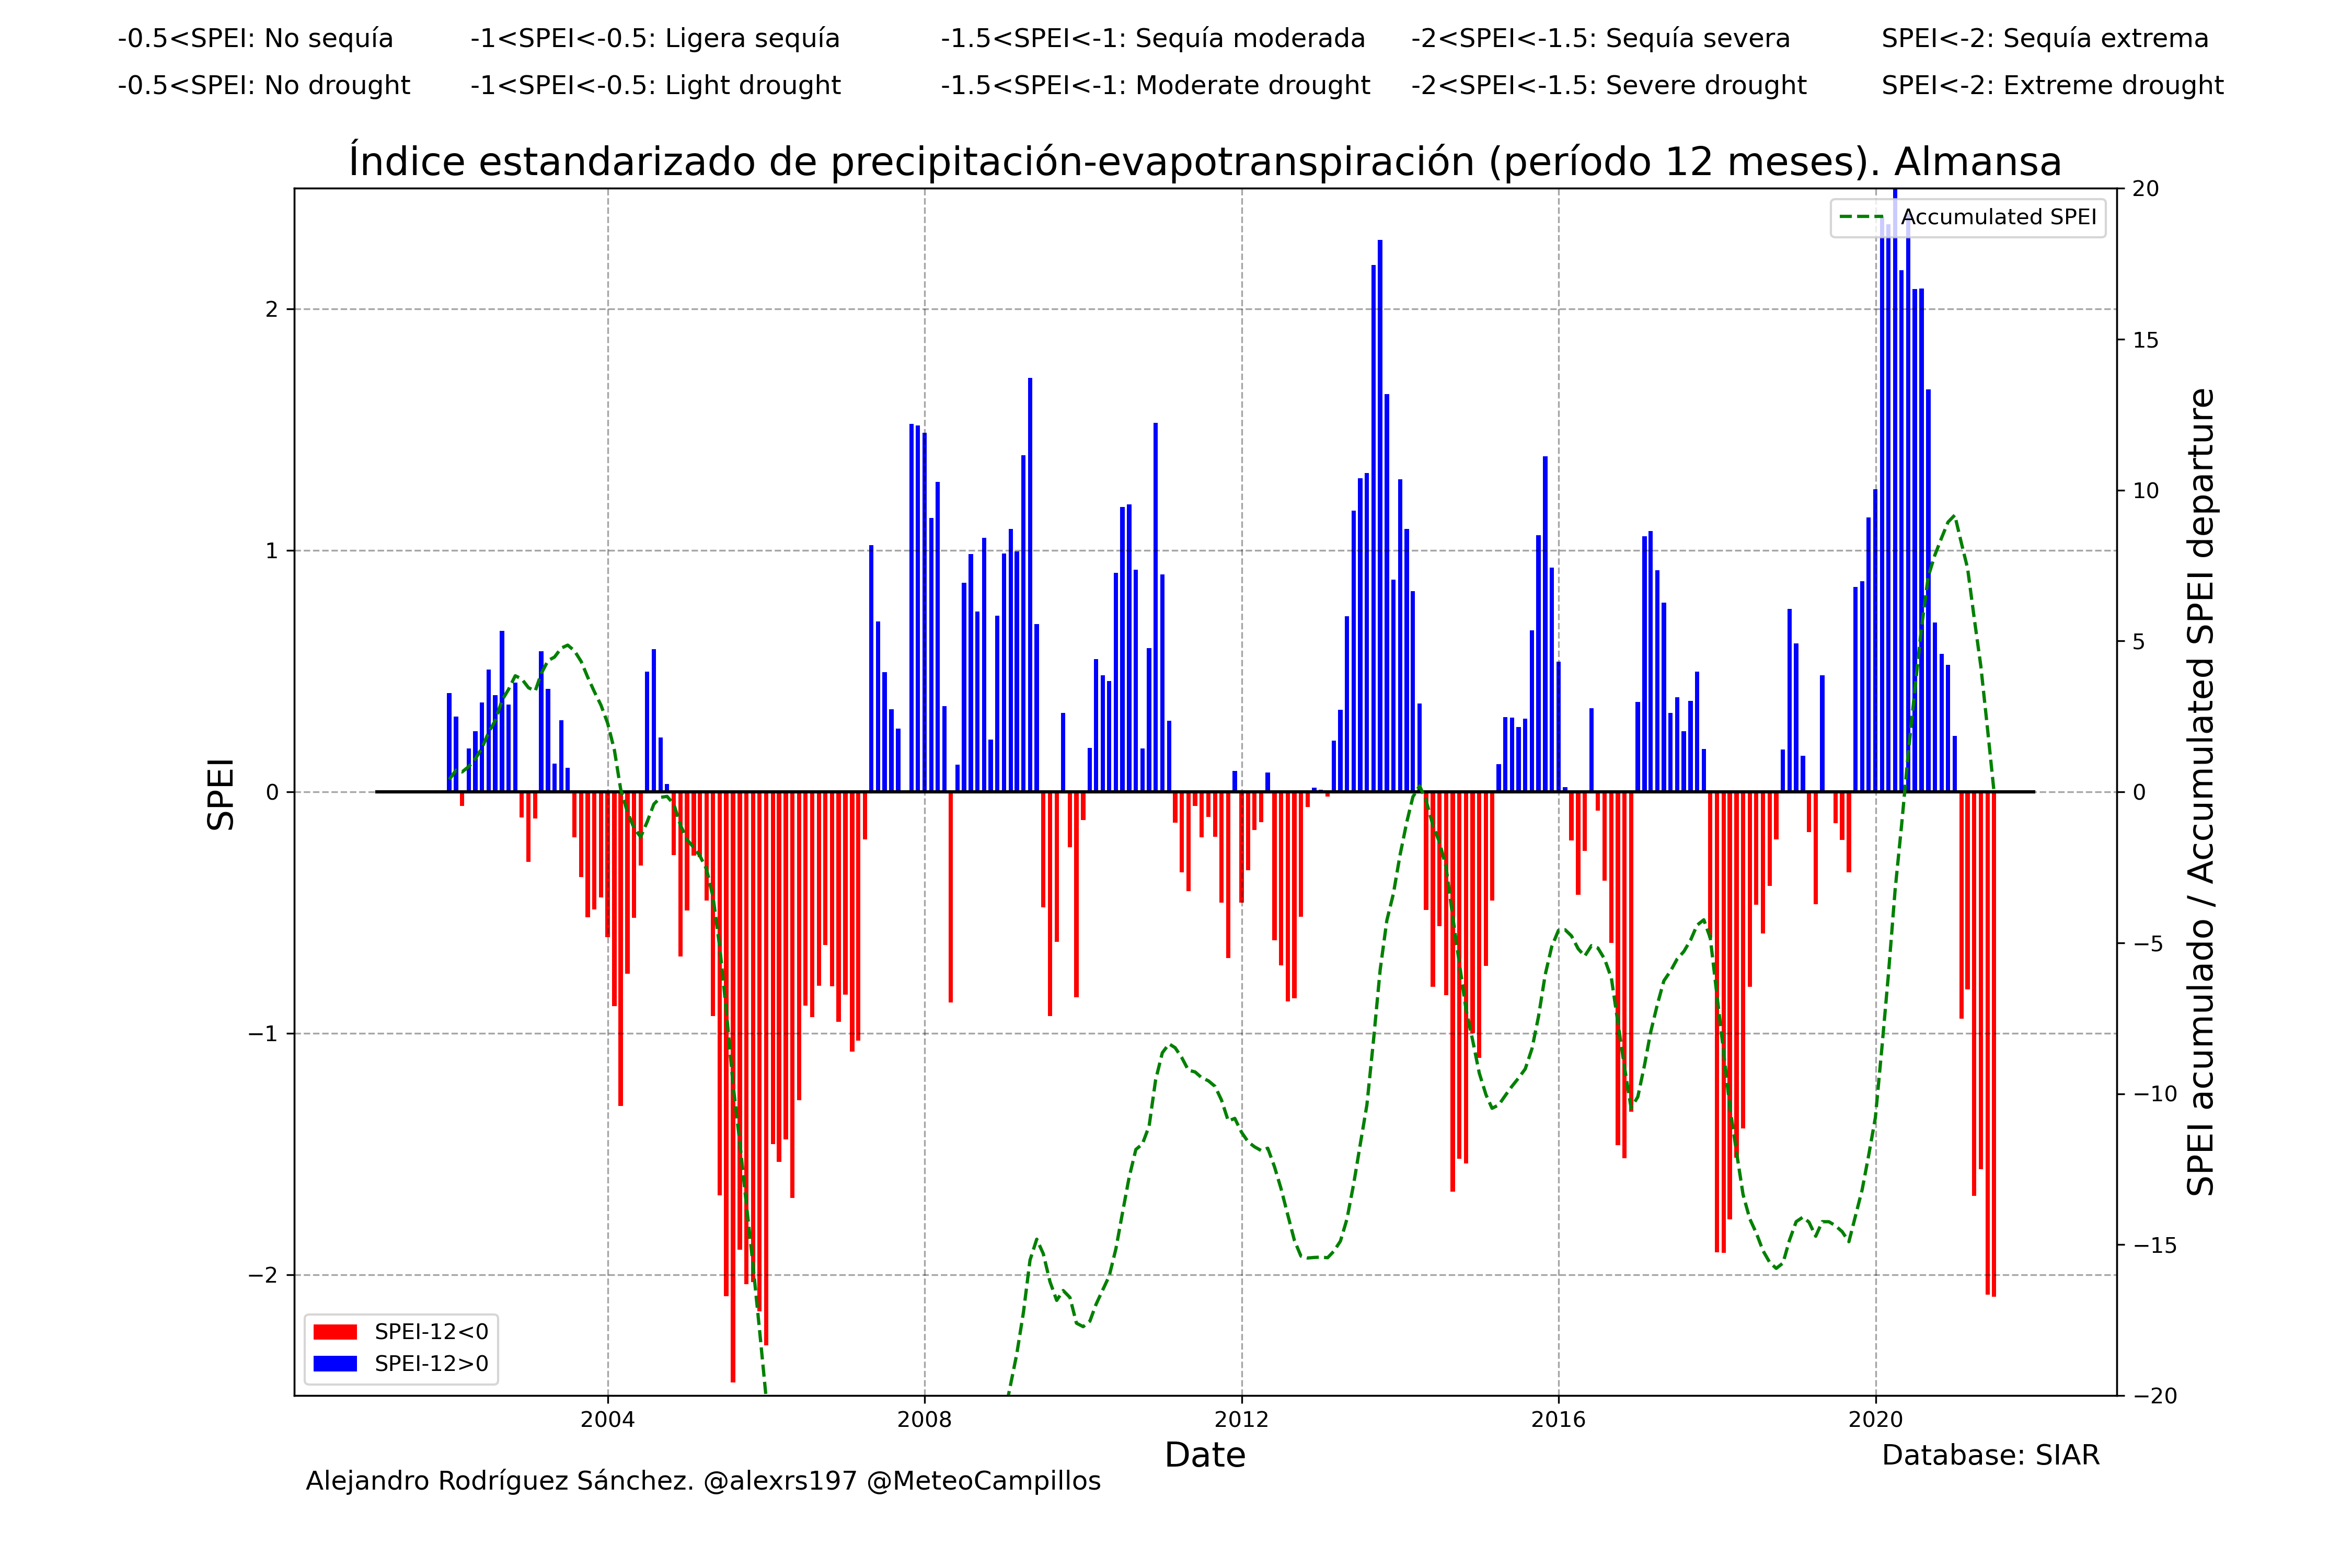 -0.5<SPEI: No sequía
-1<SPEI<-0.5: Ligera sequía
-1.5<SPEI<-1: Sequía moderada
-2<SPEI<-1.5: Sequía severa
SPEI<-2: Sequía extrema
-0.5<SPEI: No drought
-1<SPEI<-0.5: Light drought
-1.5<SPEI<-1: Moderate drought
-2<SPEI<-1.5: Severe drought
SPEI<-2: Extreme drought
Índice estandarizado de precipitación-evapotranspiración (período 12 meses). Almansa
Accumulated SPEI
SPEI
2
1
0
−1
−2
20
15
10
5
0
−5
−10
−15
−20
SPEI acumulado / Accumulated SPEI departure
SPEI-12<0
SPEI-12>0
2004
2008
2012
2016
2020
Date
Database: SIAR
Alejandro Rodríguez Sánchez. @alexrs197 @MeteoCampillos